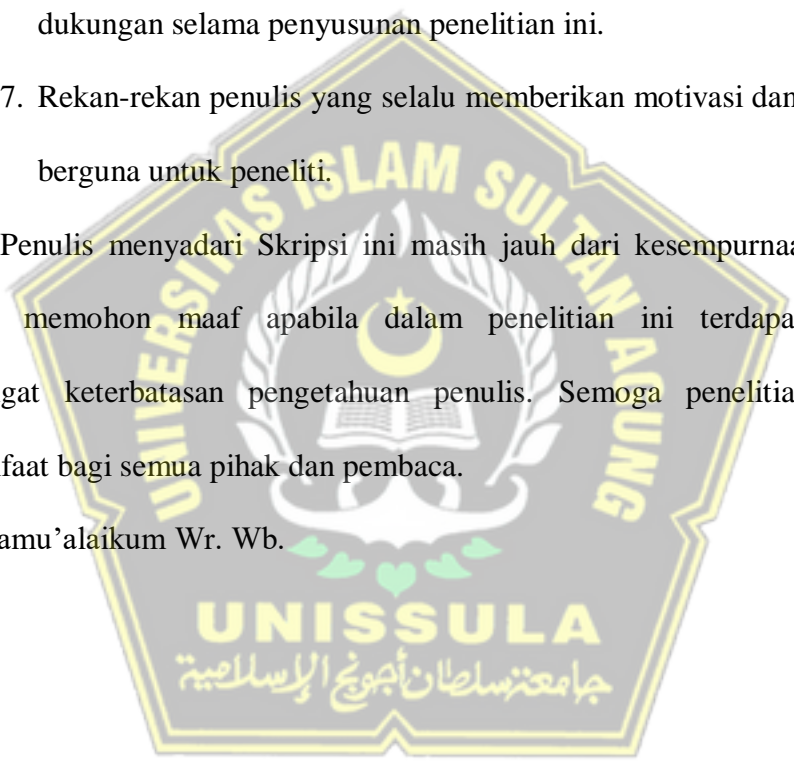 dukungan selama penyusunan penelitian ini.
7. Rekan-rekan penulis yang selalu memberikan motivasi dan
berguna untuk peneliti.
Penulis menyadari Skripsi ini masih jauh dari kesempurnaa
memohon maaf apabila dalam penelitian ini terdapa
gat keterbatasan pengetahuan penulis. Semoga penelitia
faat bagi semua pihak dan pembaca.
amu’alaikum Wr. Wb.
UNIVERSITAS ISLAM SULTAN AGUNG
UNISSULA
جامعة سلطان أجونج الإسلامية